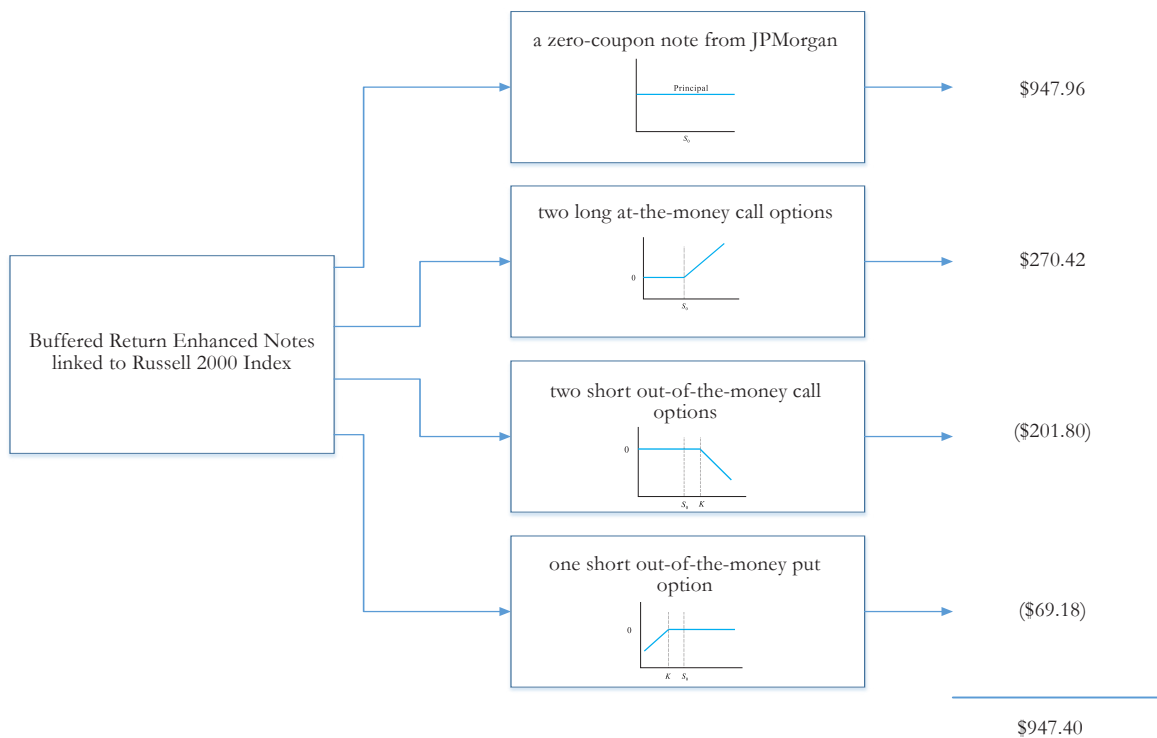 a zero-coupon note from JPMorgan
Principal
S₀
$947.96
two long at-the-money call options
0
S₀
$270.42
Buffered Return Enhanced Notes
linked to Russell 2000 Index
two short out-of-the-money call
options
0
S₀ K
($201.80)
one short out-of-the-money put
option
0
K S₀
($69.18)
$947.40